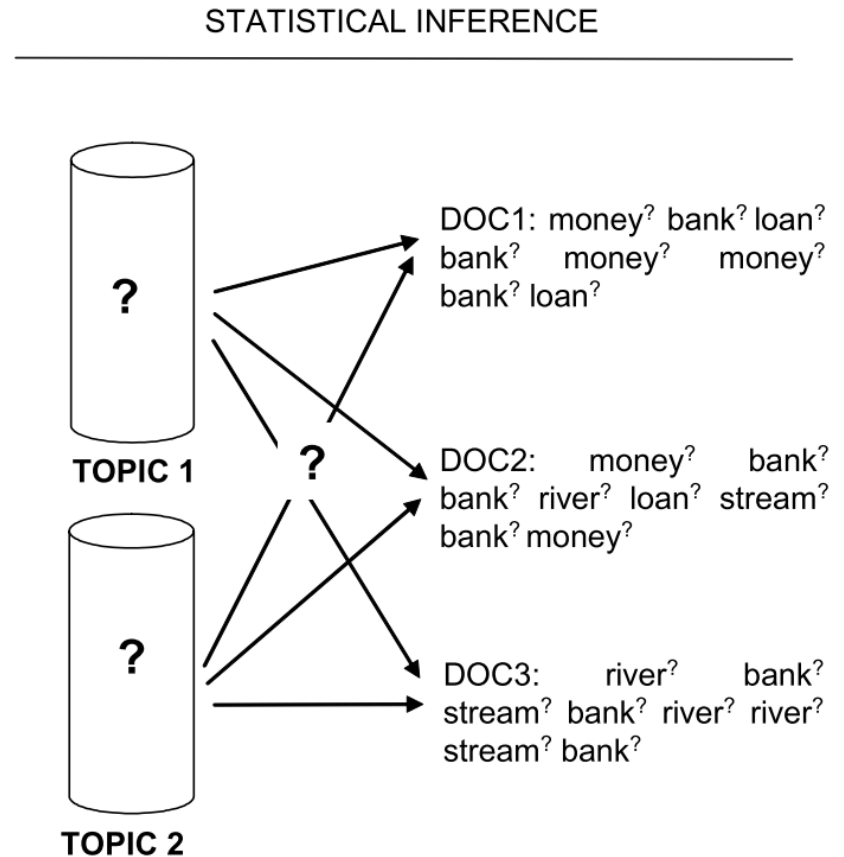 STATISTICAL INFERENCE
?
TOPIC 1
?
TOPIC 2
?
DOC1: money? bank? loan?
bank? money? money?
bank? loan?
DOC2: money? bank?
bank? river? loan? stream?
bank? money?
DOC3: river? bank?
stream? bank? river? river?
stream? bank?